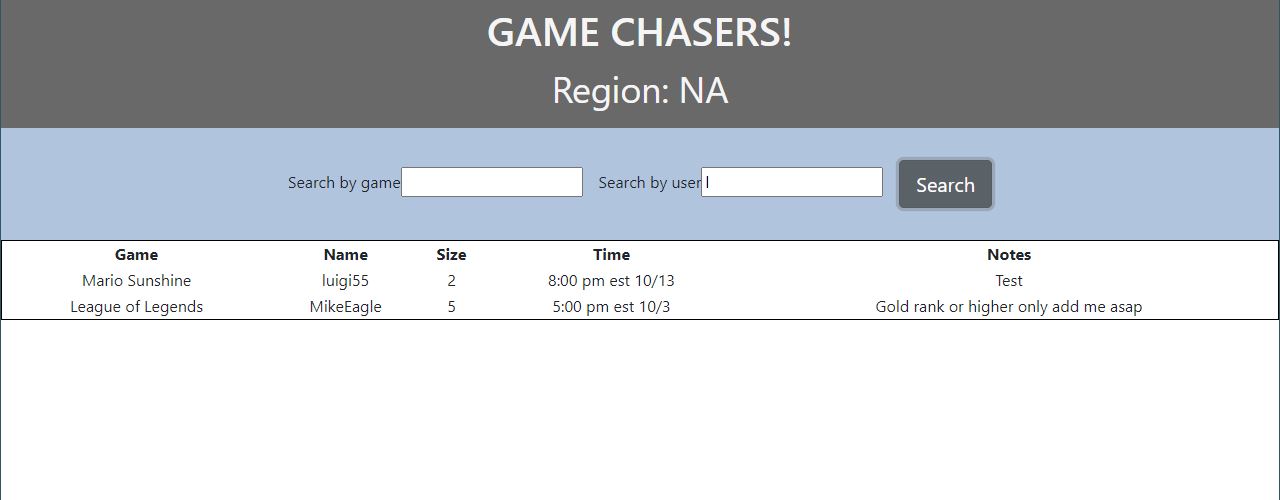 GAME CHASERS!
Region: NA
Search by game Search by user l Search
Game Name Size Time Notes
Mario Sunshine luigi55 2 8:00 pm est 10/13 Test
League of Legends MikeEagle 5 5:00 pm est 10/3 Gold rank or higher only add me asap